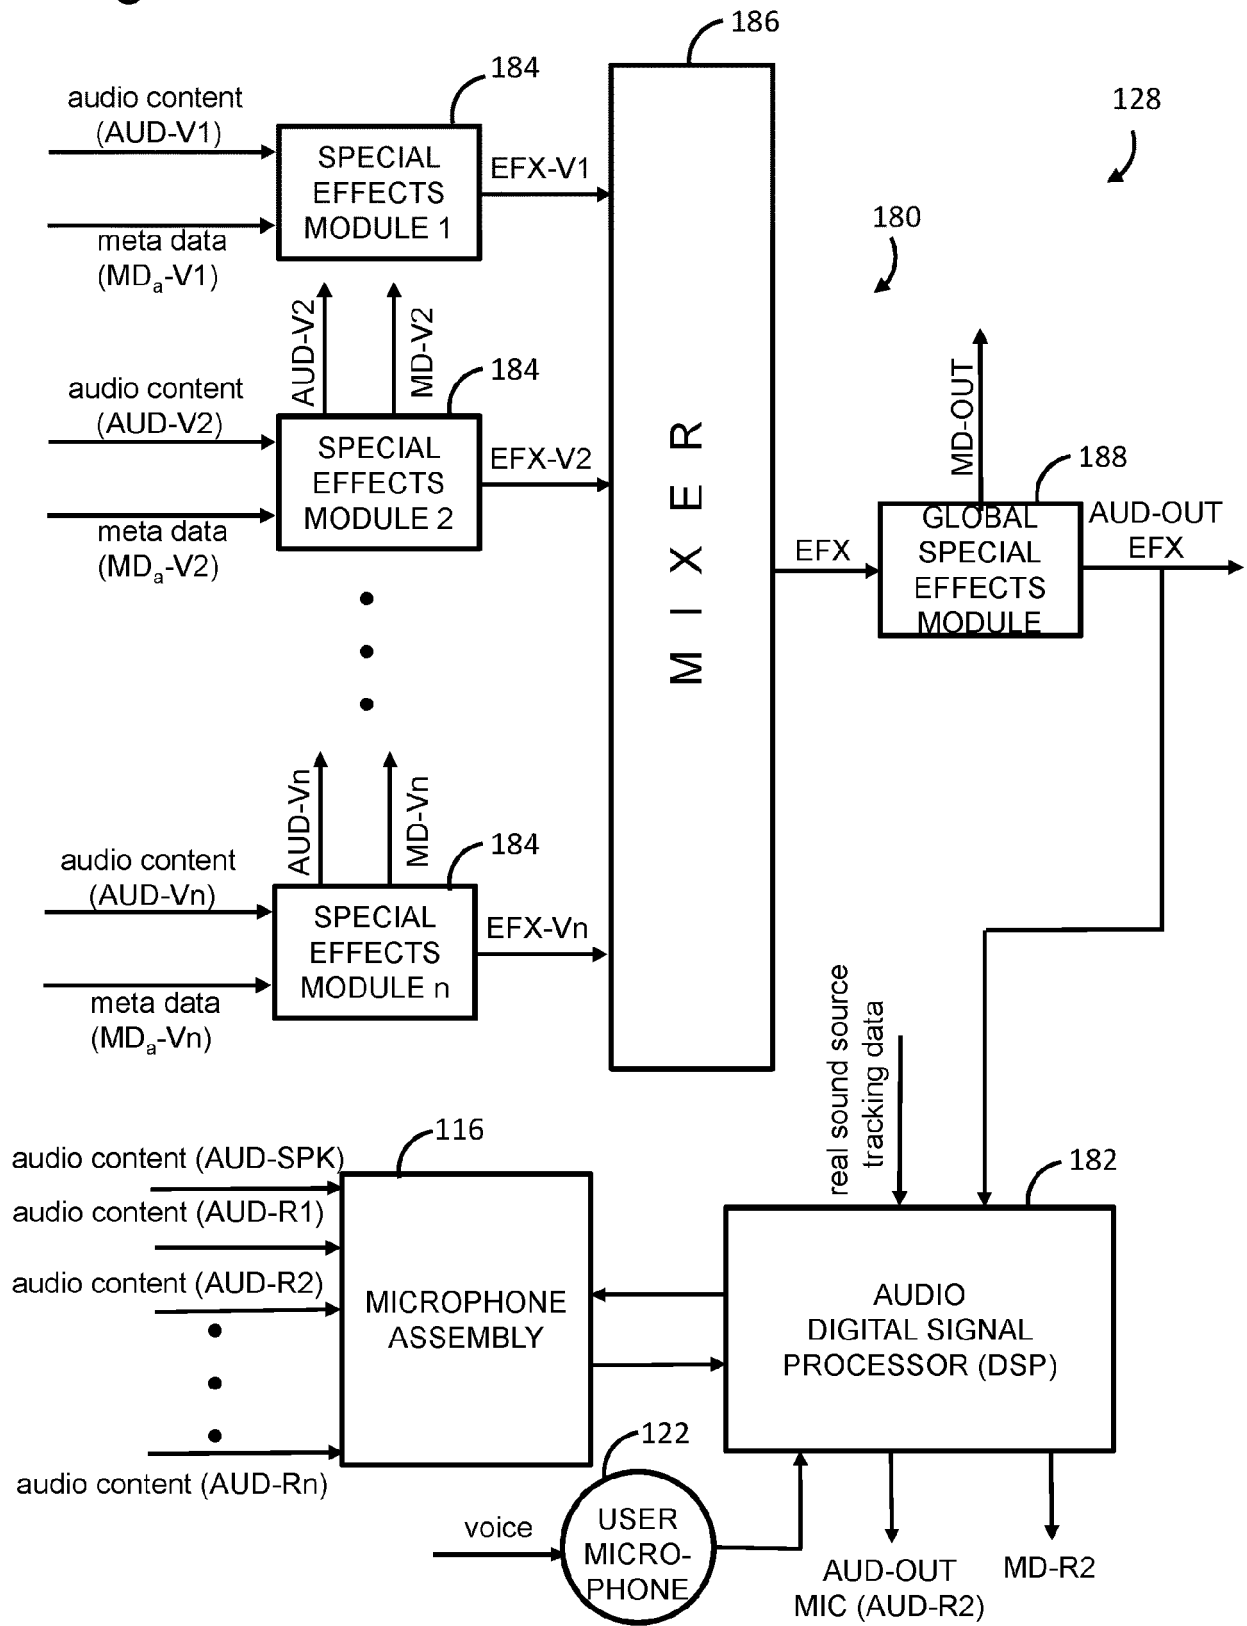 186
184
128
audio content
(AUD-V1)
SPECIAL
EFFECTS
MODULE 1
EFX-V1
meta data
(MDa-V1)
180
AUD-V2
MD-V2
184
audio content
(AUD-V2)
SPECIAL
EFFECTS
MODULE 2
EFX-V2
meta data
(MDa-V2)
MIXER
MD-OUT
188
EFX
GLOBAL
SPECIAL
EFFECTS
MODULE
AUD-OUT
EFX
AUD-Vn
MD-Vn
184
audio content
(AUD-Vn)
SPECIAL
EFFECTS
MODULE n
EFX-Vn
meta data
(MDa-Vn)
real sound source
tracking data
116
182
audio content (AUD-SPK)
audio content (AUD-R1)
audio content (AUD-R2)
audio content (AUD-Rn)
MICROPHONE
ASSEMBLY
AUDIO
DIGITAL SIGNAL
PROCESSOR (DSP)
122
voice
USER
MICRO-
PHONE
AUD-OUT
MIC (AUD-R2)
MD-R2